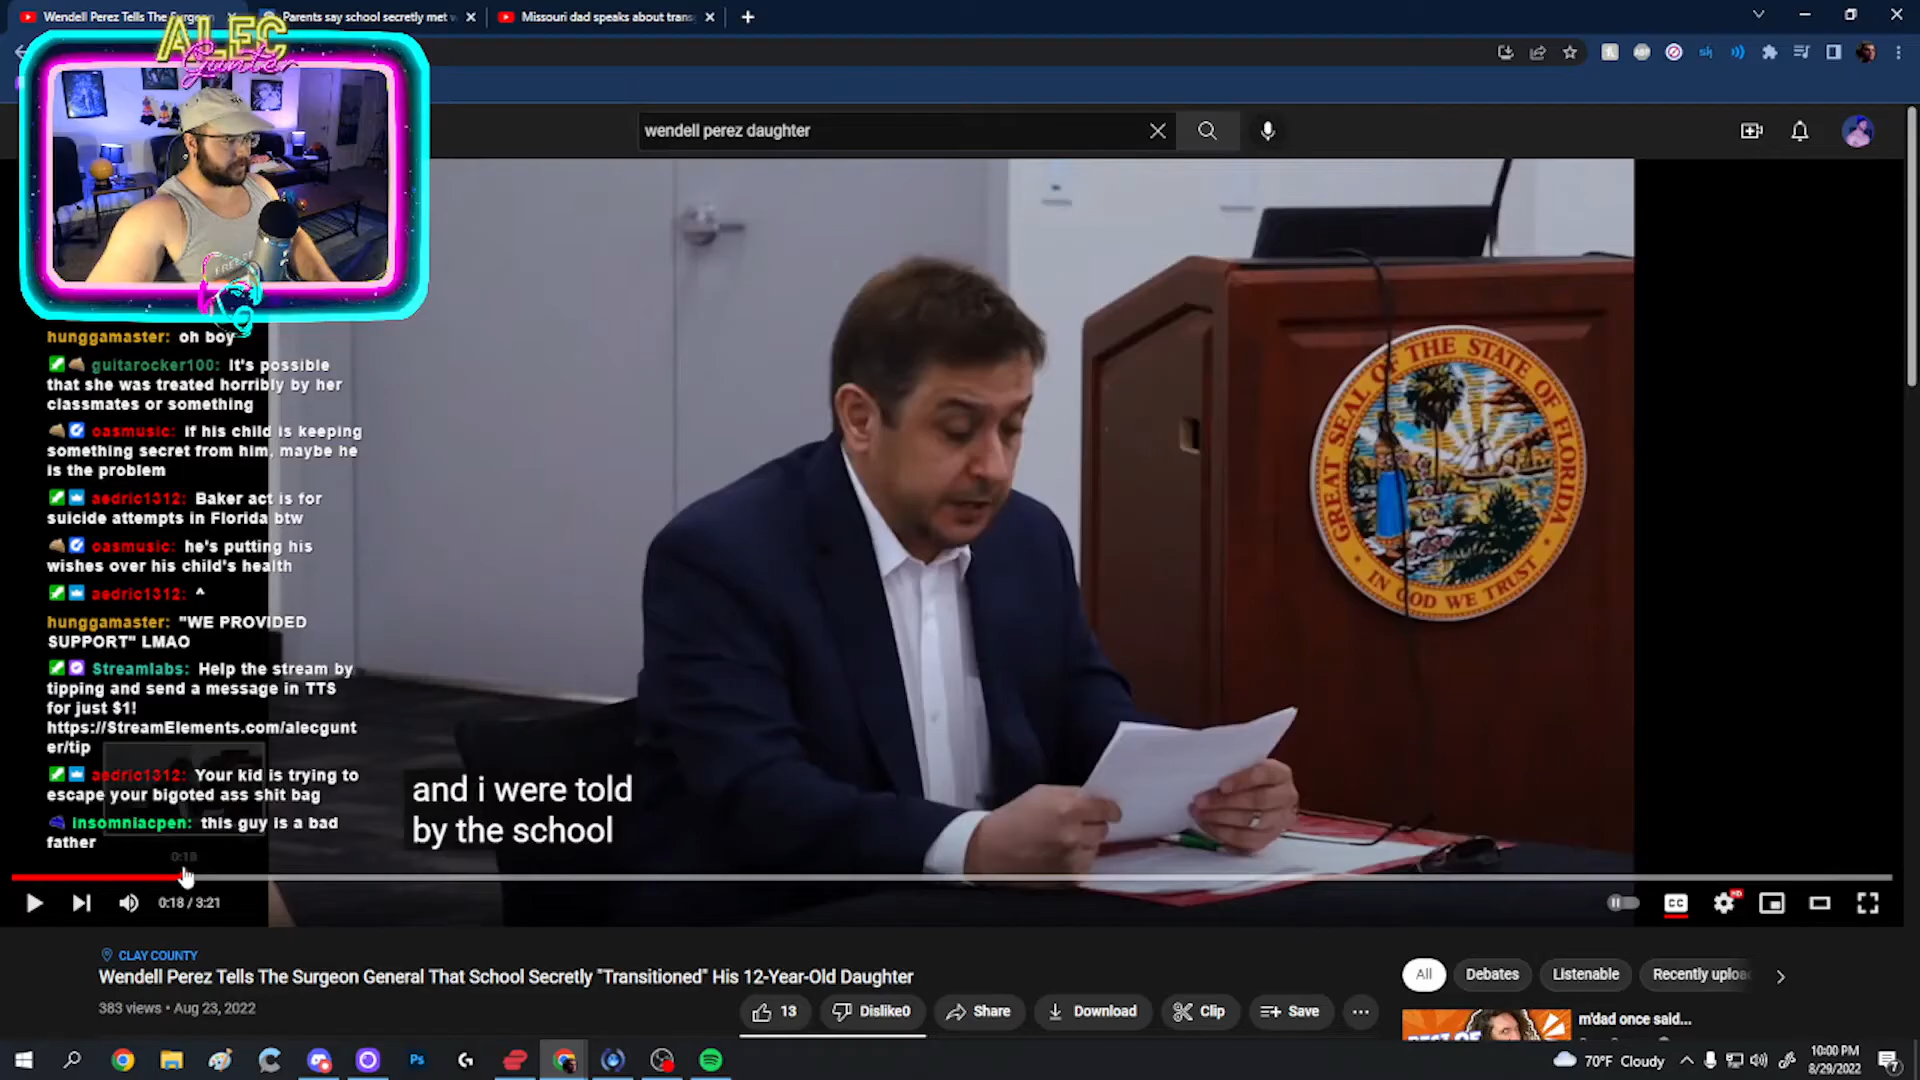 Wendell Perez Tells The Surgeon
Parents say school secretly met w
Missouri dad speaks about trans
ALEC
Gunter
wendell perez daughter
hunggamaster: oh boy
guitarocker100: It's possible
that she was treated horribly by her
classmates or something
oasmusic: if his child is keeping
something secret from him, maybe he
is the problem
aedric1312: Baker act is for
suicide attempts in Florida btw
oasmusic: he's putting his
wishes over his child's health
aedric1312: ^
hunggamaster: "WE PROVIDED
SUPPORT" LMAO
Streamlabs: Help the stream by
tipping and send a message in TTS
for just $1!
https://StreamElements.com/alecgunt
er/tip
aedric1312: Your kid is trying to
escape your bigoted ass shit bag
insomniacpen: this guy is a bad
father
GREAT SEAL OF THE STATE OF FLORIDA
IN GOD WE TRUST
and i were told
by the school
0:18
0:18 / 3:21
CC
HD
CLAY COUNTY
Wendell Perez Tells The Surgeon General That School Secretly "Transitioned" His 12-Year-Old Daughter
383 views • Aug 23, 2022
13
Dislike0
Share
Download
Clip
Save
All
Debates
Listenable
Recently uploa
m'dad once said...
BEST OF
Ps
70°F Cloudy
10:00 PM
8/29/2022
7